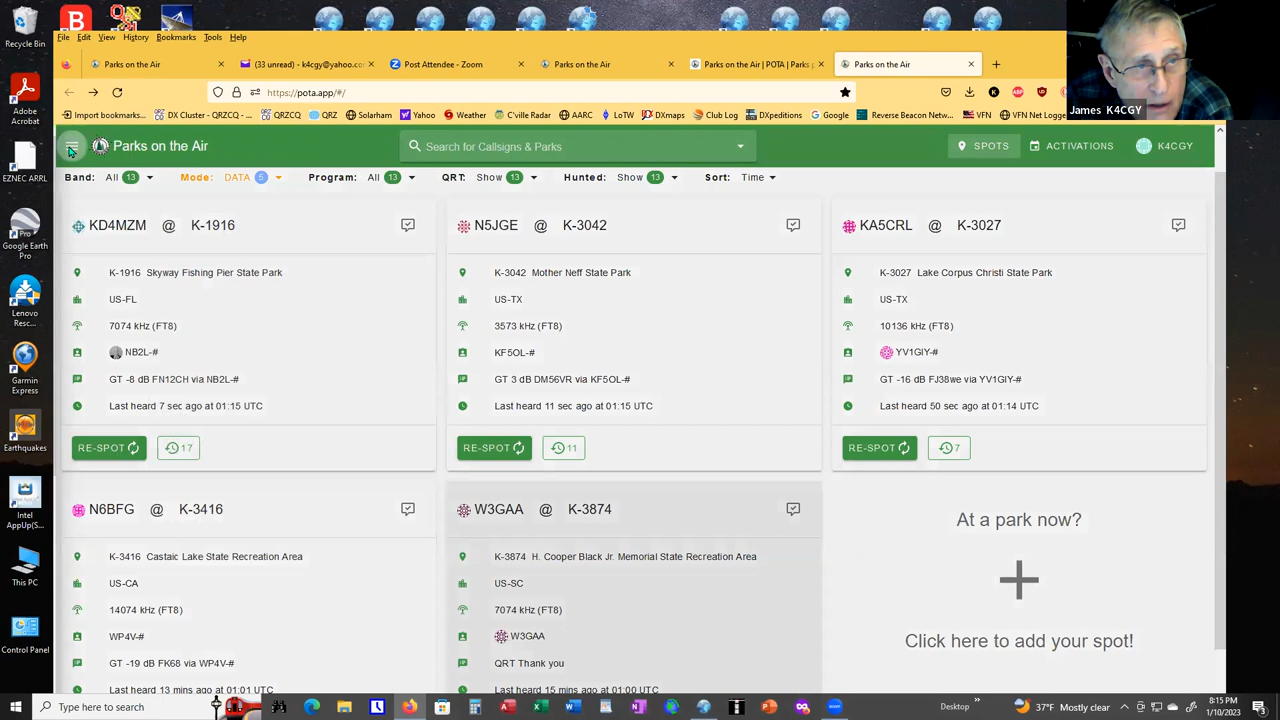 Recycle Bin
Adobe Acrobat
EZNEC ARRL
Google Earth Pro
Lenovo Resc...
Garmin Express
Earthquakes
Intel AppUp(S...
This PC
Control Panel
File Edit View History Bookmarks Tools Help
Parks on the Air
(33 unread) - k4cgy@yahoo.co
Post Attendee - Zoom
Parks on the Air
Parks on the Air | POTA | Parks
Parks on the Air
https://pota.app/#/
James K4CGY
Import bookmarks... DX Cluster - QRZCQ QRZCQ QRZ Solarham Yahoo Weather C'ville Radar AARC LoTW DXmaps Club Log DXpeditions Google Reverse Beacon Network VFN VFN Net Logger
Parks on the Air
Search for Callsigns & Parks
SPOTS ACTIVATIONS K4CGY
Band: All 13 Mode: DATA 5 Program: All 13 QRT: Show 13 Hunted: Show 13 Sort: Time
KD4MZM @ K-1916
K-1916 Skyway Fishing Pier State Park
US-FL
7074 kHz (FT8)
NB2L-#
GT -8 dB FN12CH via NB2L-#
Last heard 7 sec ago at 01:15 UTC
RE-SPOT 17
N5JGE @ K-3042
K-3042 Mother Neff State Park
US-TX
3573 kHz (FT8)
KF5OL-#
GT 3 dB DM56VR via KF5OL-#
Last heard 11 sec ago at 01:15 UTC
RE-SPOT 11
KA5CRL @ K-3027
K-3027 Lake Corpus Christi State Park
US-TX
10136 kHz (FT8)
YV1GIY-#
GT -16 dB FJ38we via YV1GIY-#
Last heard 50 sec ago at 01:14 UTC
RE-SPOT 7
N6BFG @ K-3416
K-3416 Castaic Lake State Recreation Area
US-CA
14074 kHz (FT8)
WP4V-#
GT -19 dB FK68 via WP4V-#
Last heard 13 mins ago at 01:01 UTC
W3GAA @ K-3874
K-3874 H. Cooper Black Jr. Memorial State Recreation Area
US-SC
7074 kHz (FT8)
W3GAA
QRT Thank you
Last heard 15 mins ago at 01:00 UTC
At a park now?
Click here to add your spot!
Type here to search
Desktop
37°F Mostly clear
8:15 PM
1/10/2023